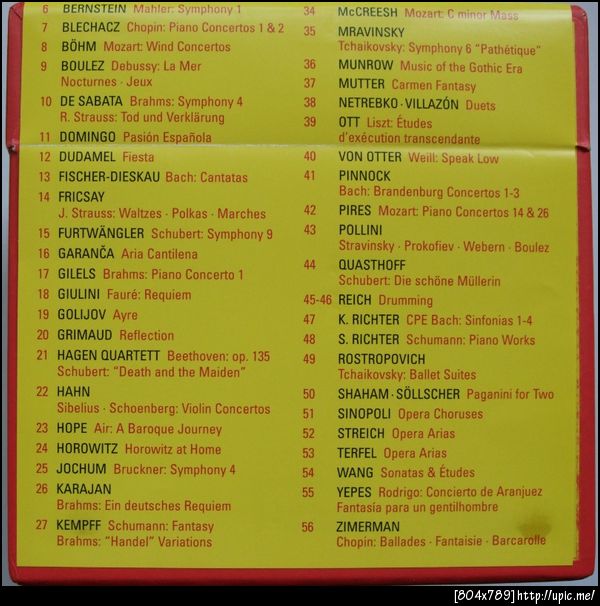 6 BERNSTEIN Mahler: Symphony 1
7 BLECHACZ Chopin: Piano Concertos 1 & 2
8 BÖHM Mozart: Wind Concertos
9 BOULEZ Debussy: La Mer
Nocturnes · Jeux
10 DE SABATA Brahms: Symphony 4
R. Strauss: Tod und Verklärung
11 DOMINGO Pasión Española
12 DUDAMEL Fiesta
13 FISCHER-DIESKAU Bach: Cantatas
14 FRICSAY
J. Strauss: Waltzes · Polkas · Marches
15 FURTWÄNGLER Schubert: Symphony 9
16 GARANČA Aria Cantilena
17 GILELS Brahms: Piano Concerto 1
18 GIULINI Fauré: Requiem
19 GOLIJOV Ayre
20 GRIMAUD Reflection
21 HAGEN QUARTETT Beethoven: op. 135
Schubert: "Death and the Maiden"
22 HAHN
Sibelius · Schoenberg: Violin Concertos
23 HOPE Air: A Baroque Journey
24 HOROWITZ Horowitz at Home
25 JOCHUM Bruckner: Symphony 4
26 KARAJAN
Brahms: Ein deutsches Requiem
27 KEMPFF Schumann: Fantasy
Brahms: "Handel" Variations
34 McCREESH Mozart: C minor Mass
35 MRAVINSKY
Tchaikovsky: Symphony 6 "Pathétique"
36 MUNROW Music of the Gothic Era
37 MUTTER Carmen Fantasy
38 NETREBKO · VILLAZÓN Duets
39 OTT Liszt: Études
d'exécution transcendante
40 VON OTTER Weill: Speak Low
41 PINNOCK
Bach: Brandenburg Concertos 1-3
42 PIRES Mozart: Piano Concertos 14 & 26
43 POLLINI
Stravinsky · Prokofiev · Webern · Boulez
44 QUASTHOFF
Schubert: Die schöne Müllerin
45-46 REICH Drumming
47 K. RICHTER CPE Bach: Sinfonias 1-4
48 S. RICHTER Schumann: Piano Works
49 ROSTROPOVICH
Tchaikovsky: Ballet Suites
50 SHAHAM · SÖLLSCHER Paganini for Two
51 SINOPOLI Opera Choruses
52 STREICH Opera Arias
53 TERFEL Opera Arias
54 WANG Sonatas & Études
55 YEPES Rodrigo: Concierto de Aranjuez
Fantasía para un gentilhombre
56 ZIMERMAN
Chopin: Ballades · Fantaisie · Barcarolle
[804x789]http://upic.me/